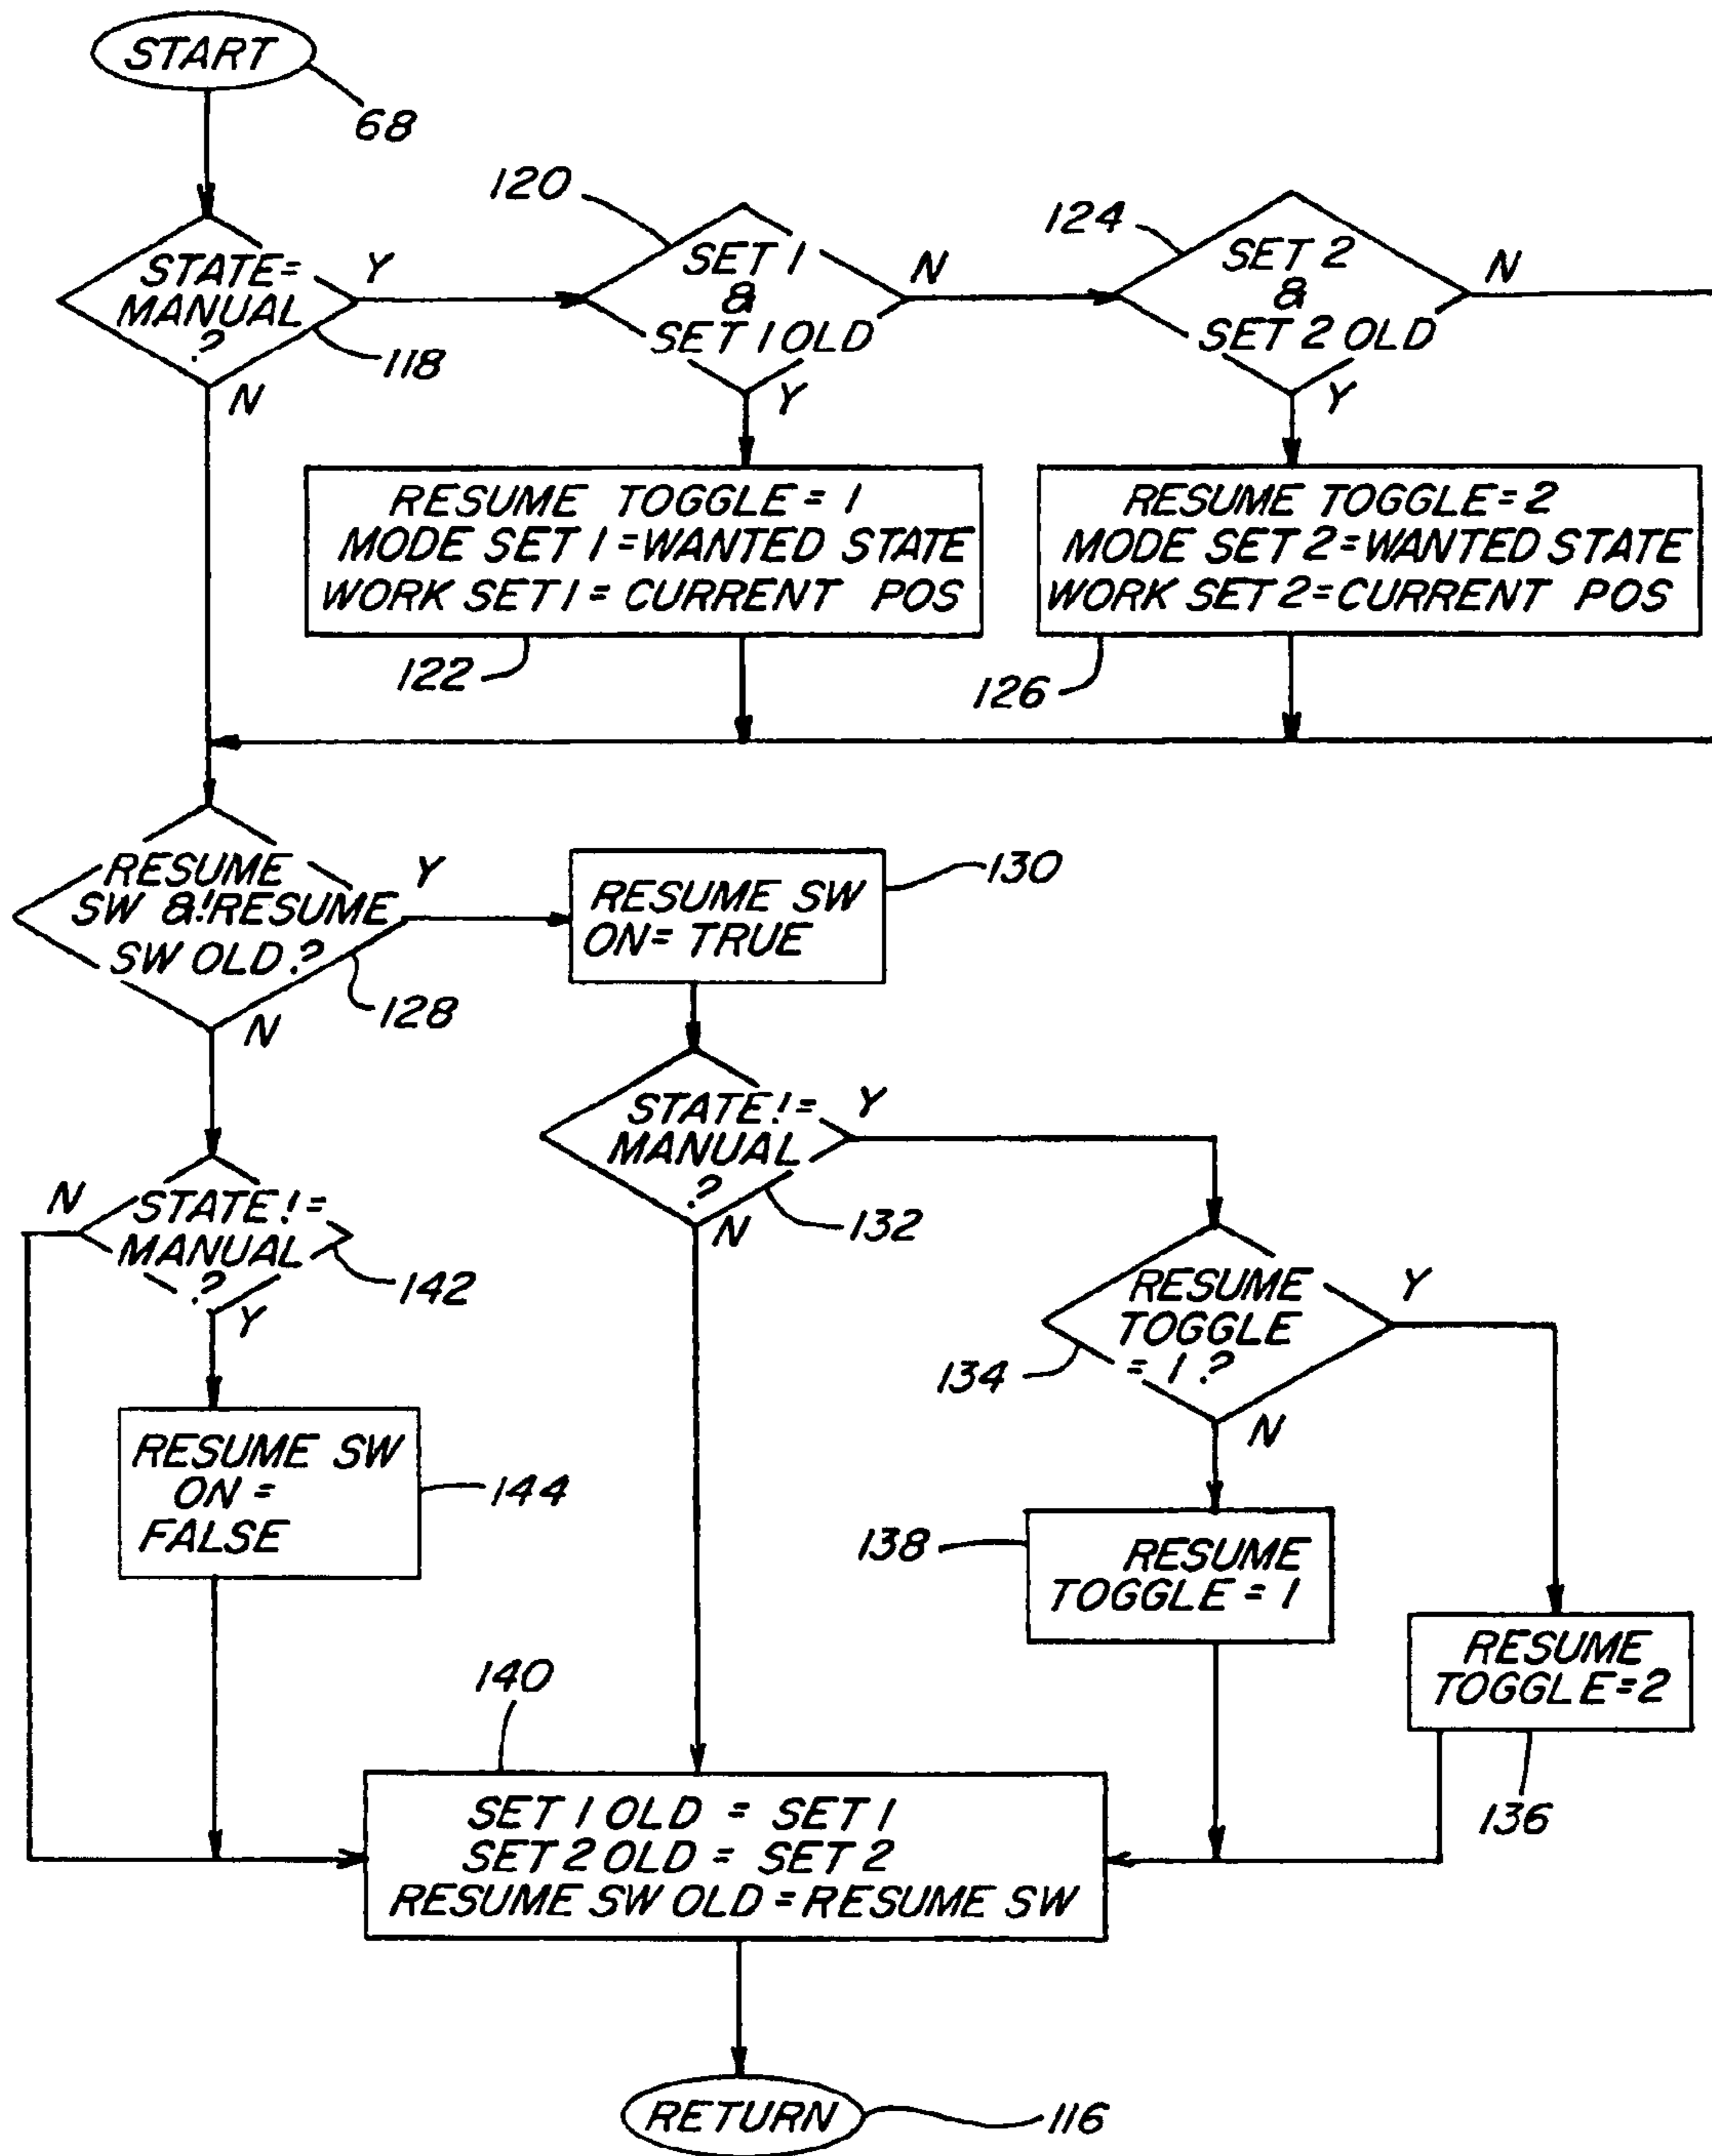 START
68
STATE=
MANUAL
?
118
Y
N
120
SET 1
&
SET 1 OLD
N
Y
124
SET 2
&
SET 2 OLD
N
Y
RESUME TOGGLE = 1
MODE SET 1 = WANTED STATE
WORK SET 1 = CURRENT POS
122
RESUME TOGGLE = 2
MODE SET 2 = WANTED STATE
WORK SET 2 = CURRENT POS
126
RESUME
SW &!RESUME
SW OLD ?
128
Y
N
RESUME SW
ON = TRUE
130
STATE !=
MANUAL
?
132
Y
N
N
STATE !=
MANUAL
?
142
Y
RESUME
TOGGLE
= 1 ?
134
Y
N
RESUME SW
ON =
FALSE
144
138
RESUME
TOGGLE = 1
RESUME
TOGGLE = 2
136
140
SET 1 OLD = SET 1
SET 2 OLD = SET 2
RESUME SW OLD = RESUME SW
RETURN
116